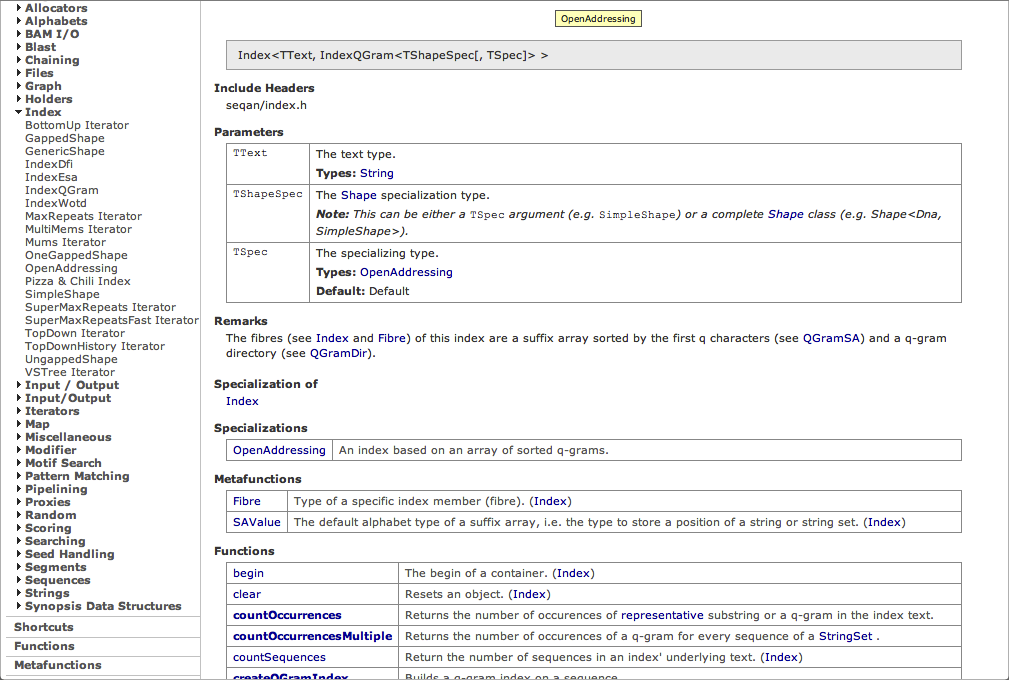 Allocators
Alphabets
BAM I/O
Blast
Chaining
Files
Graph
Holders
Index
BottomUp Iterator
GappedShape
GenericShape
IndexDfi
IndexEsa
IndexQGram
IndexWotd
MaxRepeats Iterator
MultiMems Iterator
Mums Iterator
OneGappedShape
OpenAddressing
Pizza & Chili Index
SimpleShape
SuperMaxRepeats Iterator
SuperMaxRepeatsFast Iterator
TopDown Iterator
TopDownHistory Iterator
UngappedShape
VSTree Iterator
Input / Output
Input/Output
Iterators
Map
Miscellaneous
Modifier
Motif Search
Pattern Matching
Pipelining
Proxies
Random
Scoring
Searching
Seed Handling
Segments
Sequences
Strings
Synopsis Data Structures
Shortcuts
Functions
Metafunctions
OpenAddressing
Index<TText, IndexQGram<TShapeSpec[, TSpec]> >
Include Headers
seqan/index.h
Parameters
TText
The text type.
Types: String
TShapeSpec
The Shape specialization type.
Note: This can be either a TSpec argument (e.g. SimpleShape) or a complete Shape class (e.g. Shape<Dna,
SimpleShape>).
TSpec
The specializing type.
Types: OpenAddressing
Default: Default
Remarks
The fibres (see Index and Fibre) of this index are a suffix array sorted by the first q characters (see QGramSA) and a q-gram
directory (see QGramDir).
Specialization of
Index
Specializations
OpenAddressing An index based on an array of sorted q-grams.
Metafunctions
Fibre Type of a specific index member (fibre). (Index)
SAValue The default alphabet type of a suffix array, i.e. the type to store a position of a string or string set. (Index)
Functions
begin The begin of a container. (Index)
clear Resets an object. (Index)
countOccurrences Returns the number of occurences of representative substring or a q-gram in the index text.
countOccurrencesMultiple Returns the number of occurences of a q-gram for every sequence of a StringSet .
countSequences Return the number of sequences in an index' underlying text. (Index)
createQGramIndex Builds a q-gram index on a sequence.